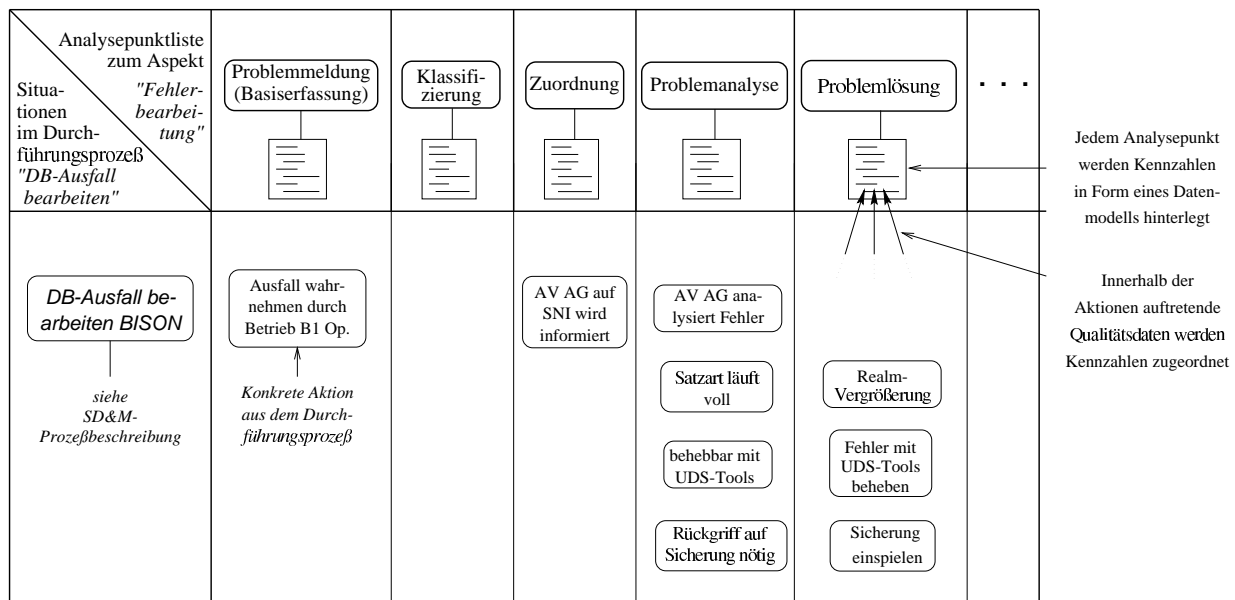 Analysepunktliste
zum Aspekt
"Fehler-
bearbei-
tung"
Situa-
tionen
im Durch-
führungsprozeß
"DB-Ausfall
bearbeiten"
Problemmeldung
(Basiserfassung)
Klassifi-
zierung
Zuordnung
Problemanalyse
Problemlösung
. . .
Jedem Analysepunkt
werden Kennzahlen
in Form eines Daten-
modells hinterlegt
DB-Ausfall be-
arbeiten BISON
siehe
SD&M-
Prozeßbeschreibung
Ausfall wahr-
nehmen durch
Betrieb B1 Op.
Konkrete Aktion
aus dem Durch-
führungsprozeß
AV AG auf
SNI wird
informiert
AV AG ana-
lysiert Fehler
Satzart läuft
voll
behebbar mit
UDS-Tools
Rückgriff auf
Sicherung nötig
Realm-
Vergrößerung
Fehler mit
UDS-Tools
beheben
Sicherung
einspielen
Innerhalb der
Aktionen auftretende
Qualitätsdaten werden
Kennzahlen zugeordnet